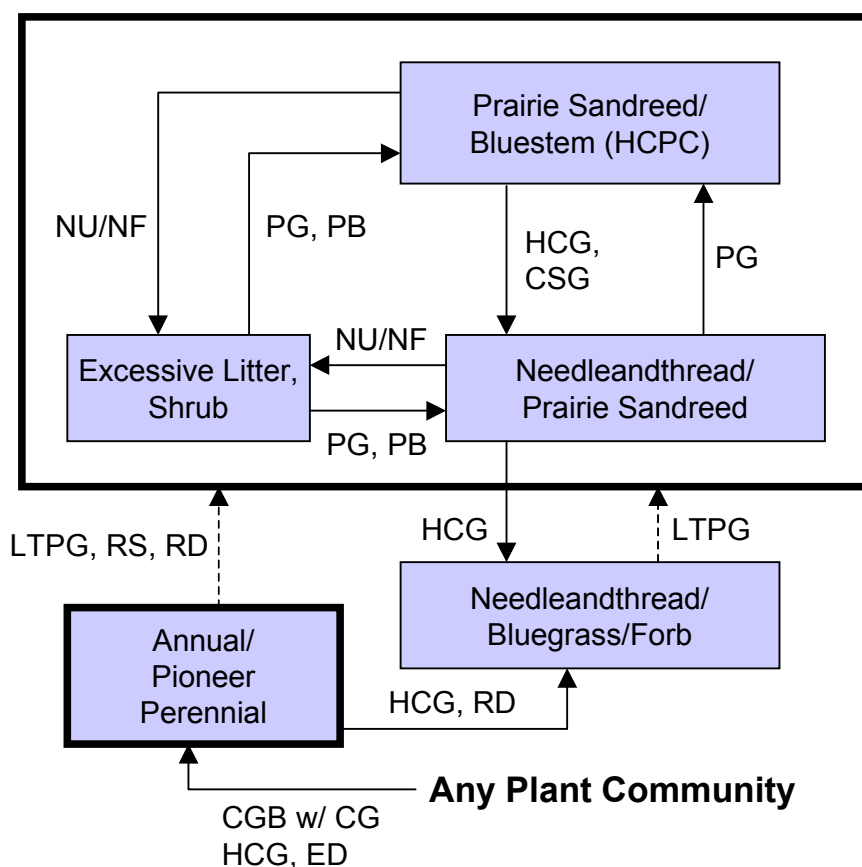 Prairie Sandreed/
Bluestem (HCPC)
NU/NF
PG, PB
HCG,
CSG
PG
Excessive Litter,
Shrub
NU/NF
Needleandthread/
Prairie Sandreed
PG, PB
LTPG, RS, RD
HCG
LTPG
Needleandthread/
Bluegrass/Forb
Annual/
Pioneer
Perennial
HCG, RD
Any Plant Community
CGB w/ CG
HCG, ED